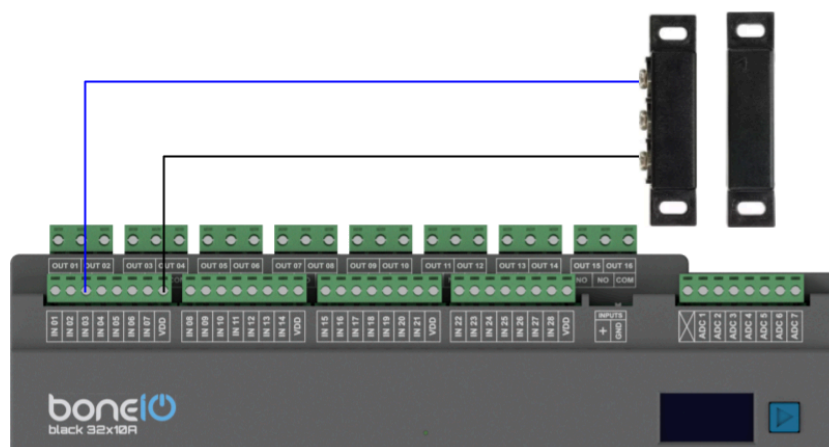 OUT 01 OUT 02 OUT 03 OUT 04 OUT 05 OUT 06 OUT 07 OUT 08 OUT 09 OUT 10 OUT 11 OUT 12 OUT 13 OUT 14 OUT 15 OUT 16
NO NO COM
IN 01 IN 02 IN 03 IN 04 IN 05 IN 06 IN 07 VDD IN 08 IN 09 IN 10 IN 11 IN 12 IN 13 IN 14 VDD IN 15 IN 16 IN 17 IN 18 IN 19 IN 20 IN 21 VDD IN 22 IN 23 IN 24 IN 25 IN 26 IN 27 IN 28 VDD
INPUTS
+ GND
ADC 1 ADC 2 ADC 3 ADC 4 ADC 5 ADC 6 ADC 7
boneIO
black 32x10A